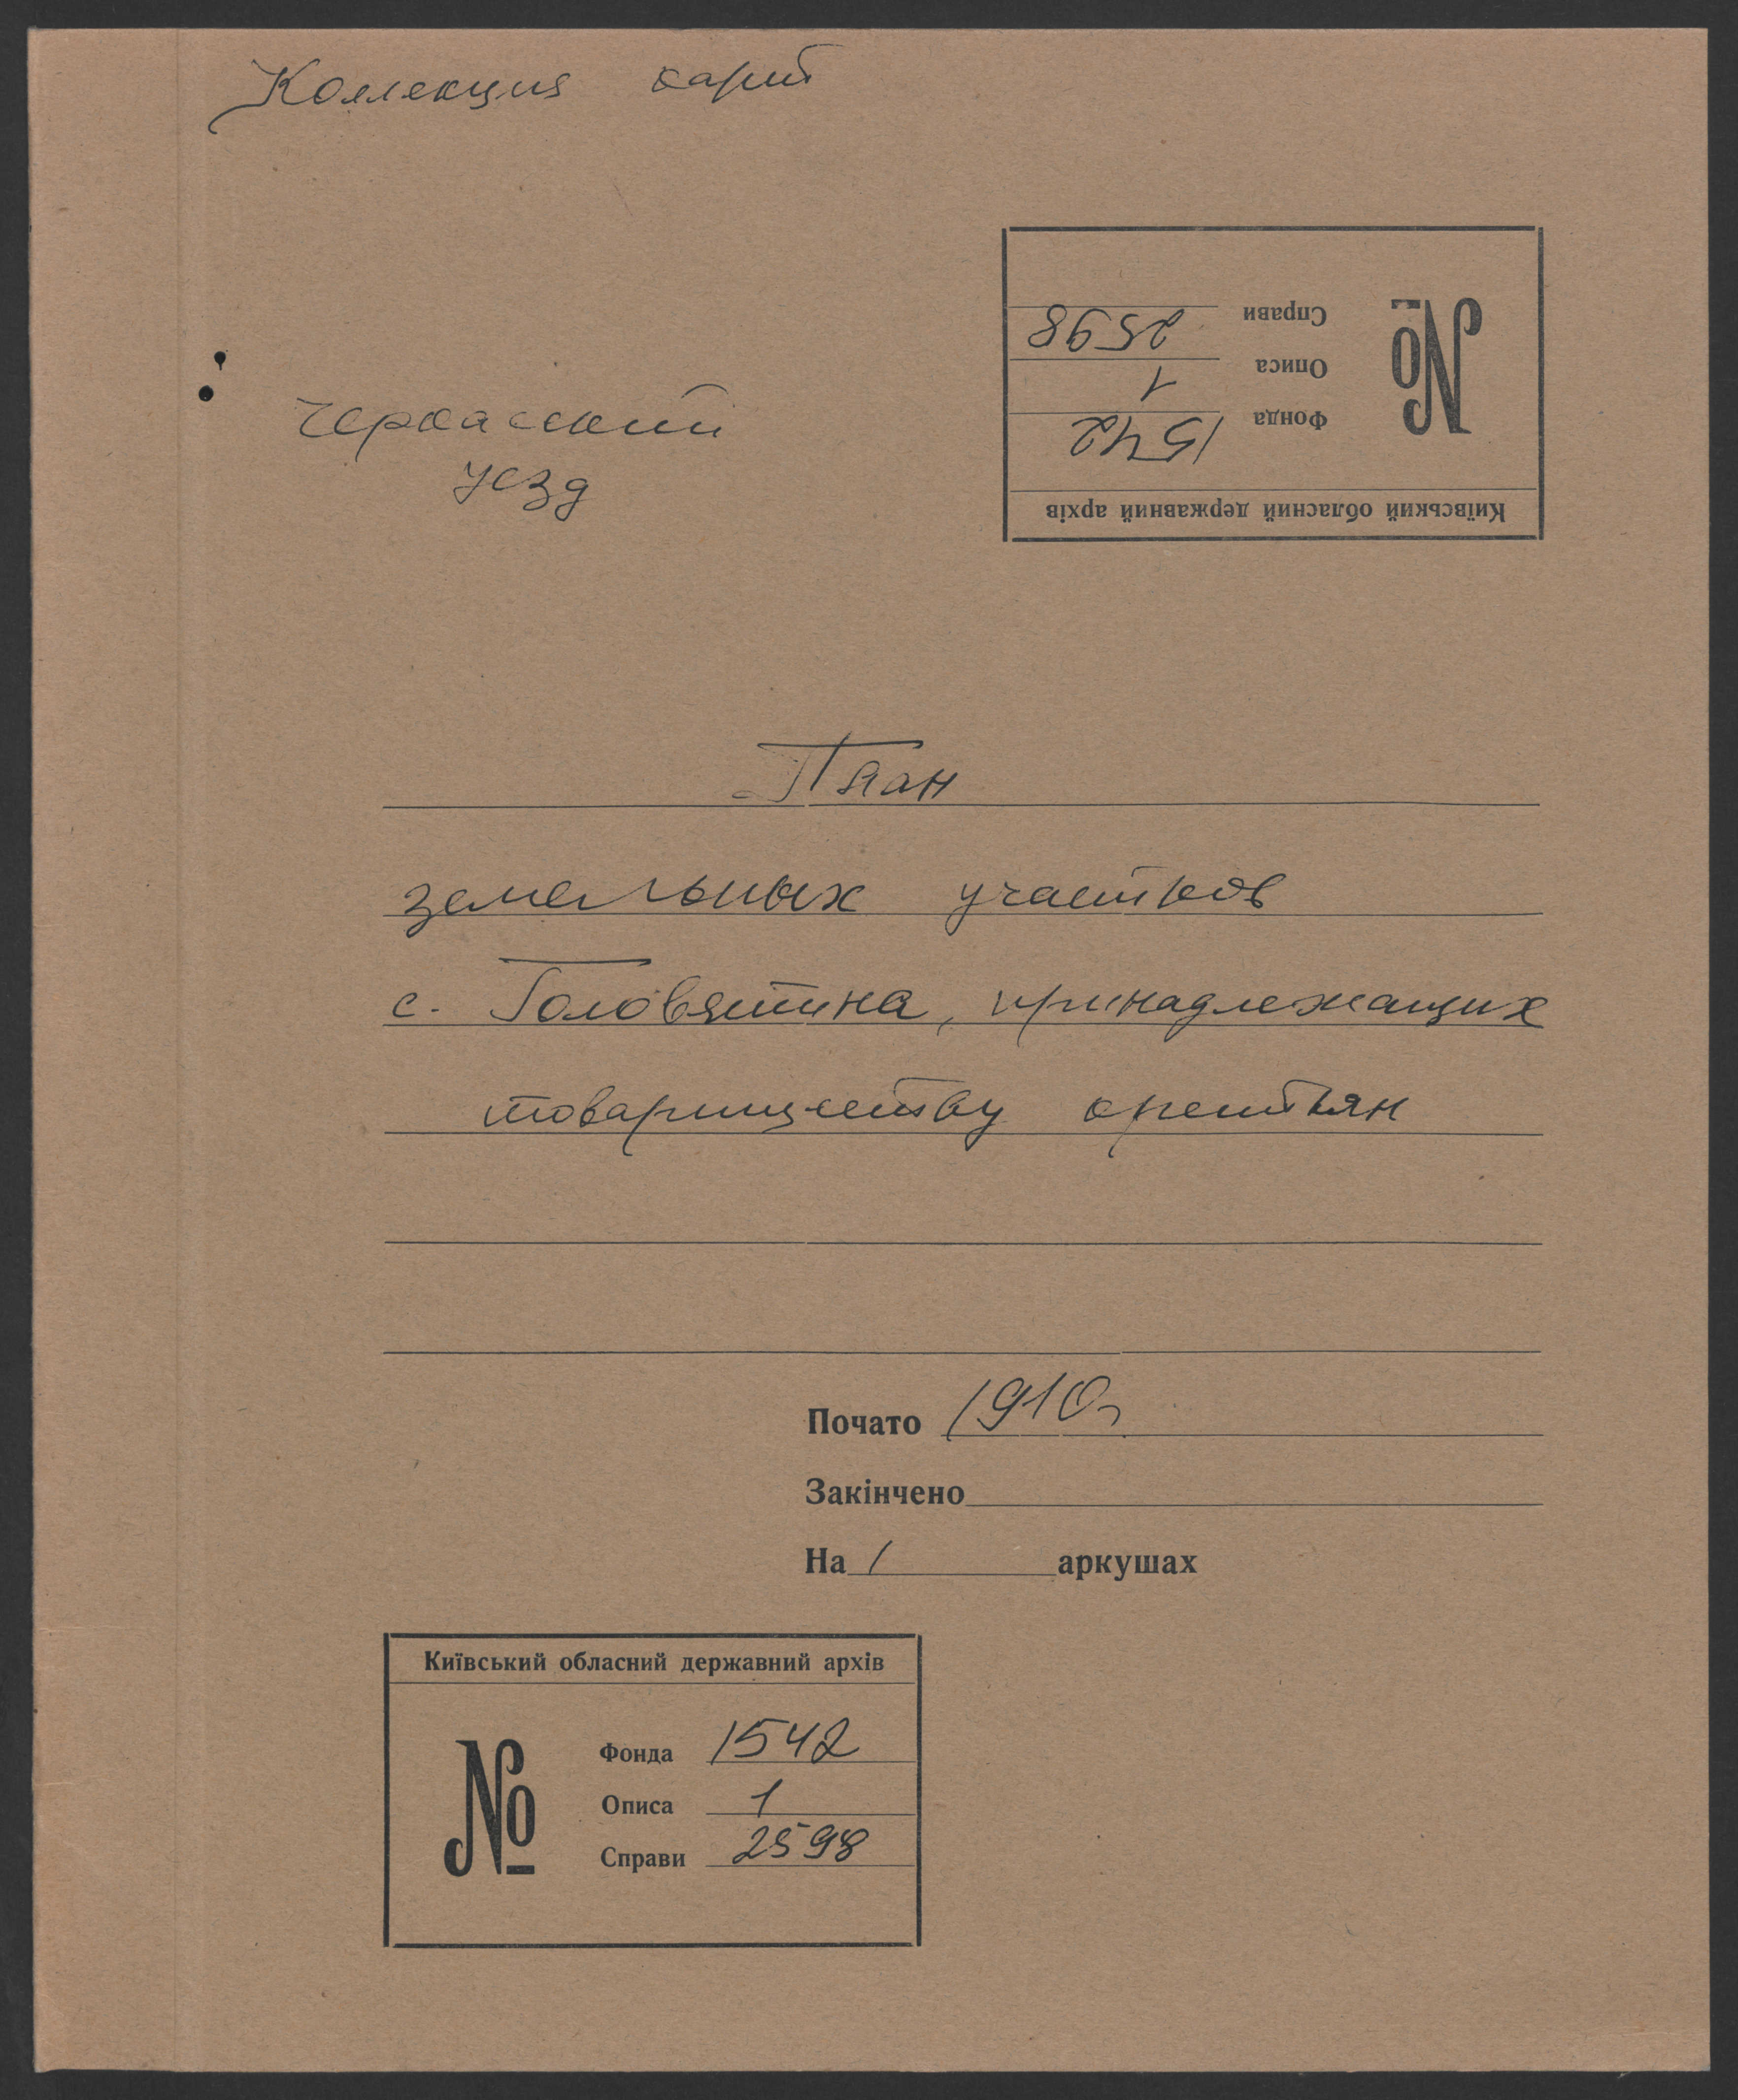 Коллекция карт
Справи 2598
Описа 1
Фонда 1542
№
Київський обласний державний архів
Черкасский
уезд
План
земельных участков
с. Головятина, принадлежащих
товариществу крестьян
Почато 1910 г
Закінчено
На 1 аркушах
Київський обласний державний архів
№
Фонда 1542
Описа 1
Справи 2598